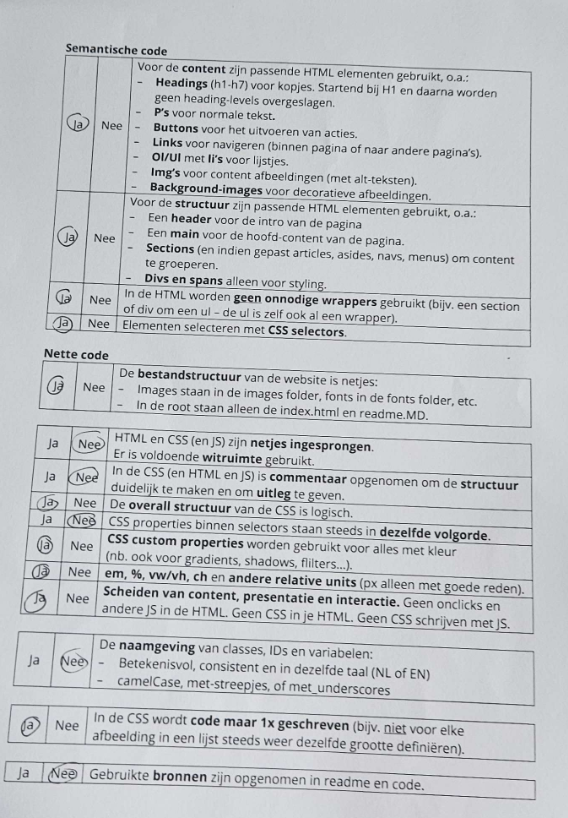 Semantische code
Ja Nee Voor de content zijn passende HTML elementen gebruikt, o.a.:
- Headings (h1-h7) voor kopjes. Startend bij H1 en daarna worden
geen heading-levels overgeslagen.
- P's voor normale tekst.
- Buttons voor het uitvoeren van acties.
- Links voor navigeren (binnen pagina of naar andere pagina's).
- Ol/Ul met li's voor lijstjes.
- Img's voor content afbeeldingen (met alt-teksten).
- Background-images voor decoratieve afbeeldingen.
Ja Nee Voor de structuur zijn passende HTML elementen gebruikt, o.a.:
- Een header voor de intro van de pagina
- Een main voor de hoofd-content van de pagina.
- Sections (en indien gepast articles, asides, navs, menus) om content
te groeperen.
- Divs en spans alleen voor styling.
Ja Nee In de HTML worden geen onnodige wrappers gebruikt (bijv. een section
of div om een ul – de ul is zelf ook al een wrapper).
Ja Nee Elementen selecteren met CSS selectors.
Nette code
Ja Nee De bestandstructuur van de website is netjes:
- Images staan in de images folder, fonts in de fonts folder, etc.
- In de root staan alleen de index.html en readme.MD.
Ja Nee HTML en CSS (en JS) zijn netjes ingesprongen.
Er is voldoende witruimte gebruikt.
Ja Nee In de CSS (en HTML en JS) is commentaar opgenomen om de structuur
duidelijk te maken en om uitleg te geven.
Ja Nee De overall structuur van de CSS is logisch.
Ja Nee CSS properties binnen selectors staan steeds in dezelfde volgorde.
Ja Nee CSS custom properties worden gebruikt voor alles met kleur
(nb. ook voor gradients, shadows, flilters...).
Ja Nee em, %, vw/vh, ch en andere relative units (px alleen met goede reden).
Ja Nee Scheiden van content, presentatie en interactie. Geen onclicks en
andere JS in de HTML. Geen CSS in je HTML. Geen CSS schrijven met JS.
Ja Nee De naamgeving van classes, IDs en variabelen:
- Betekenisvol, consistent en in dezelfde taal (NL of EN)
- camelCase, met-streepjes, of met_underscores
Ja Nee In de CSS wordt code maar 1x geschreven (bijv. niet voor elke
afbeelding in een lijst steeds weer dezelfde grootte definiëren).
Ja Nee Gebruikte bronnen zijn opgenomen in readme en code.